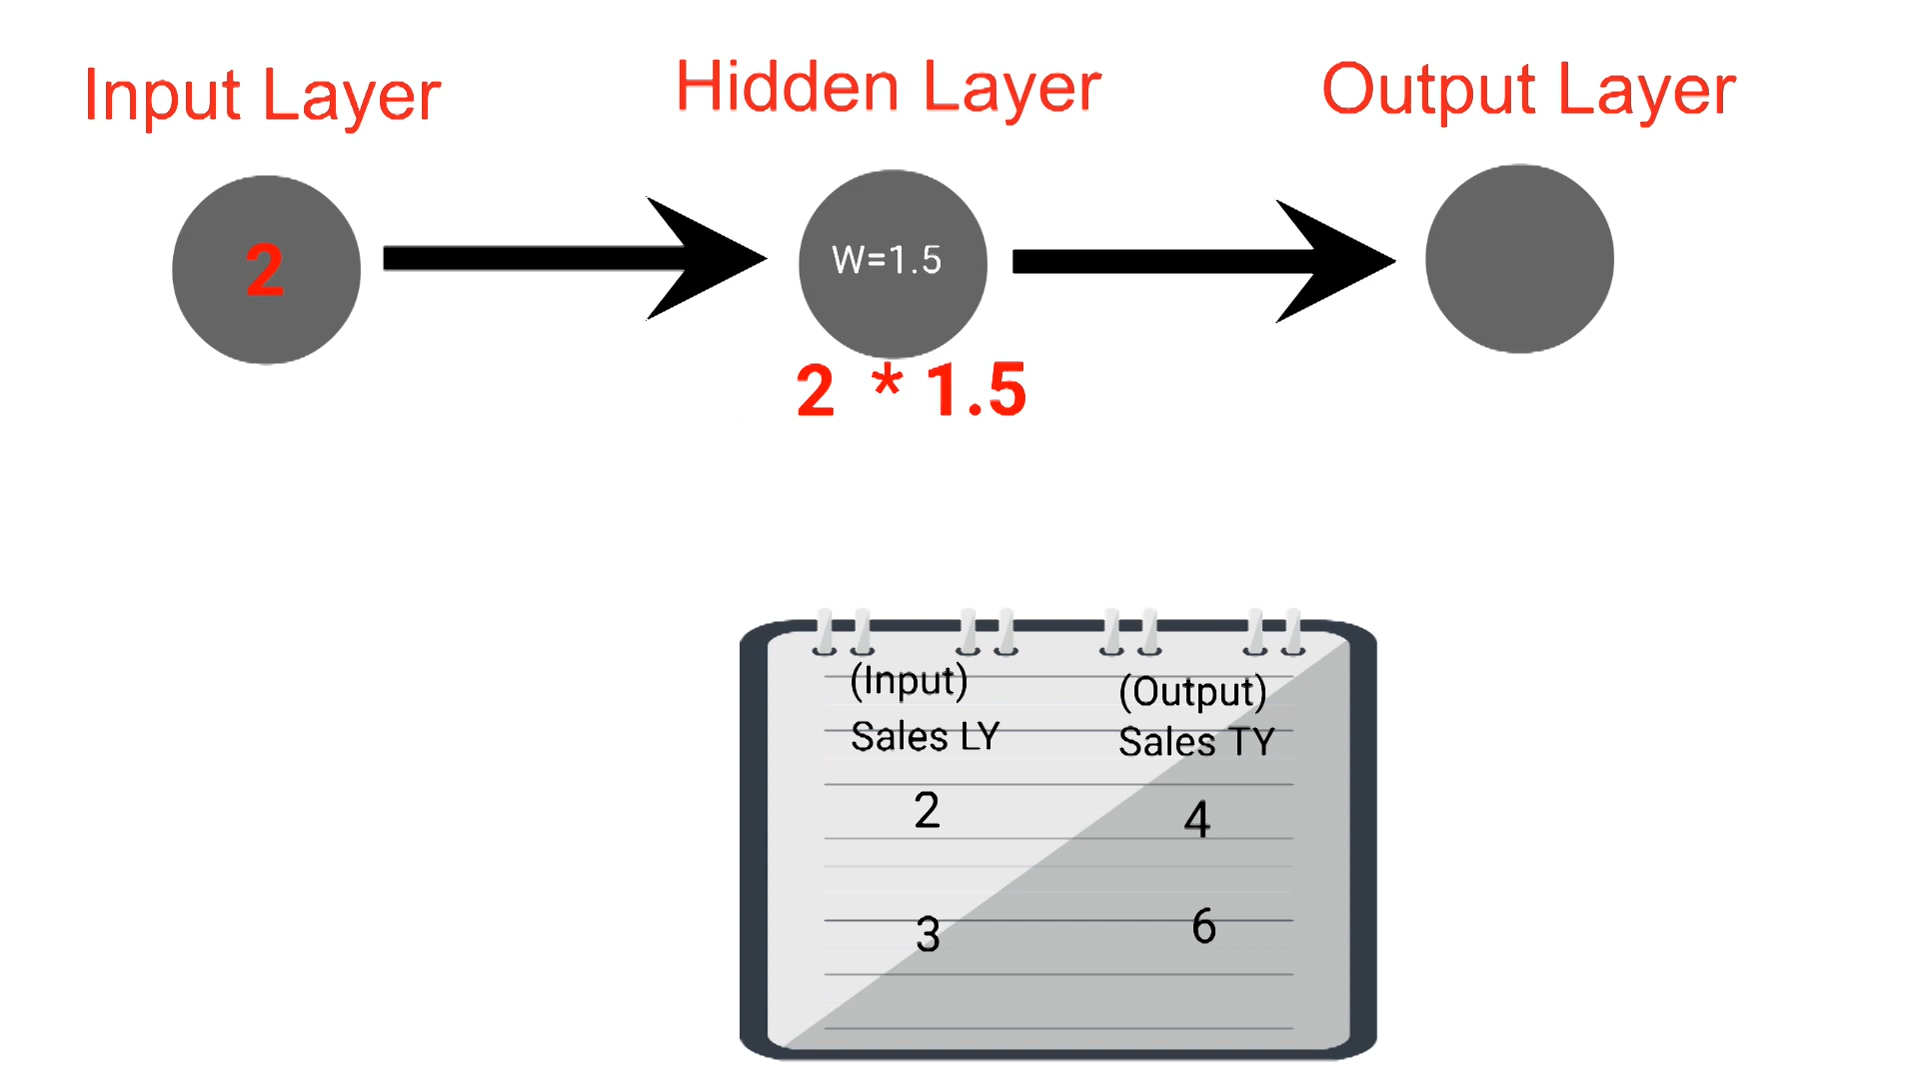 Input Layer
Hidden Layer
Output Layer
2
W=1.5
2 * 1.5
(Input)
(Output)
Sales LY
Sales TY
2
4
3
6